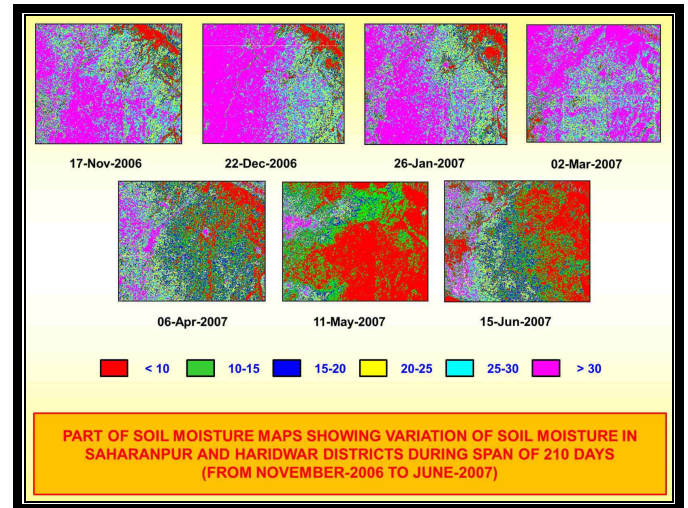 17-Nov-2006
22-Dec-2006
26-Jan-2007
02-Mar-2007
06-Apr-2007
11-May-2007
15-Jun-2007
< 10
10-15
15-20
20-25
25-30
> 30
PART OF SOIL MOISTURE MAPS SHOWING VARIATION OF SOIL MOISTURE IN
SAHARANPUR AND HARIDWAR DISTRICTS DURING SPAN OF 210 DAYS
(FROM NOVEMBER-2006 TO JUNE-2007)